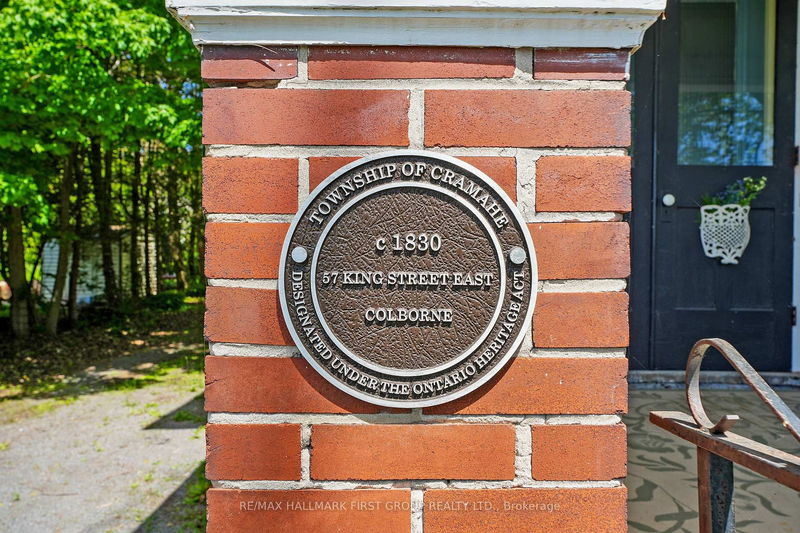 TOWNSHIP OF CRAMAHE
c 1830
57 KING STREET EAST
COLBORNE
DESIGNATED UNDER THE ONTARIO HERITAGE ACT
RE/MAX HALLMARK FIRST GROUP REALTY LTD., Brokerage